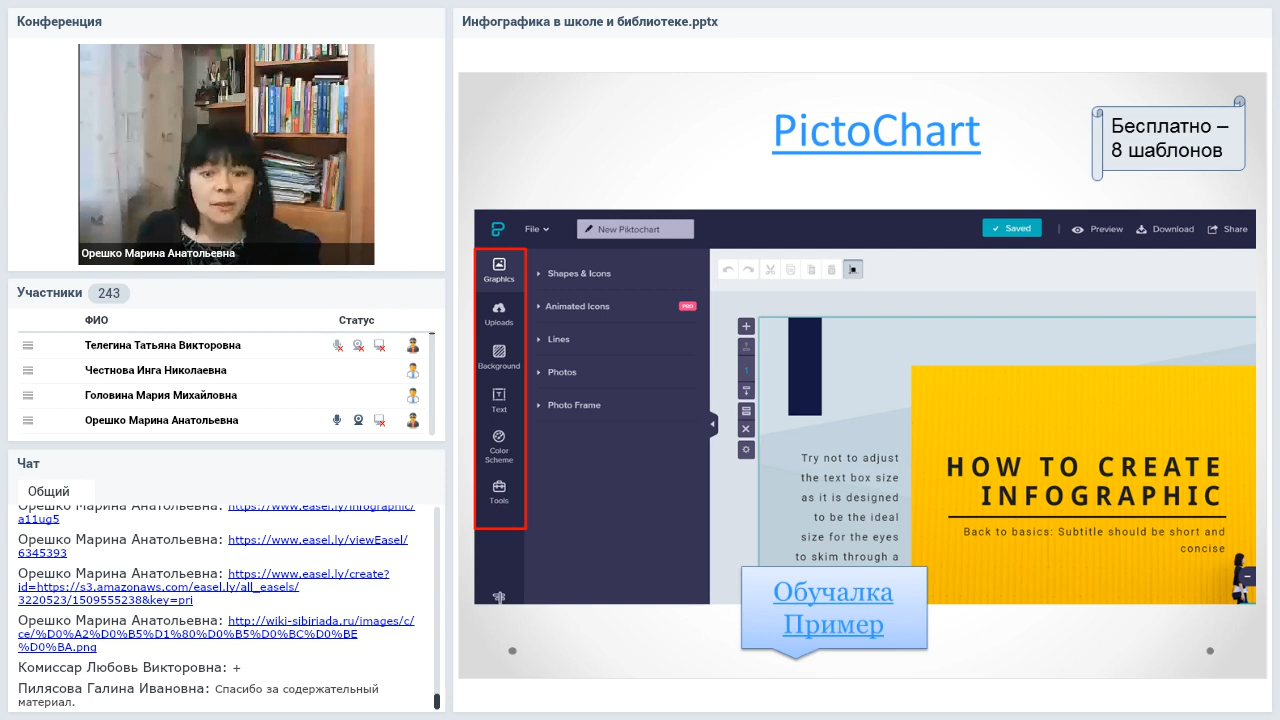 Конференция
Орешко Марина Анатольевна
Участники 243
ФИО Статус
Телегина Татьяна Викторовна
Честнова Инга Николаевна
Головина Мария Михайловна
Орешко Марина Анатольевна
Чат
Общий
Орешко Марина Анатольевна: https://www.easel.ly/infographic/
a11ug5
Орешко Марина Анатольевна: https://www.easel.ly/viewEasel/
6345393
Орешко Марина Анатольевна: https://www.easel.ly/create?
id=https://s3.amazonaws.com/easel.ly/all_easels/
3220523/1509555238&key=pri
Орешко Марина Анатольевна: http://wiki-sibiriada.ru/images/c/
ce/%D0%A2%D0%B5%D1%80%D0%B5%D0%BC%D0%BE
%D0%BA.png
Комиссар Любовь Викторовна: +
Пилясова Галина Ивановна: Спасибо за содержательный
материал.
Инфографика в школе и библиотеке.pptx
PictoChart
Бесплатно –
8 шаблонов
File
New Piktochart
Saved
Preview
Download
Share
Graphics
Uploads
Background
Text
Color
Scheme
Tools
Shapes & Icons
Animated Icons PRO
Lines
Photos
Photo Frame
1
Try not to adjust
the text box size
as it is designed
to be the ideal
size for the eyes
to skim through a
HOW TO CREATE
INFOGRAPHIC
Back to basics: Subtitle should be short and
concise
Обучалка
Пример